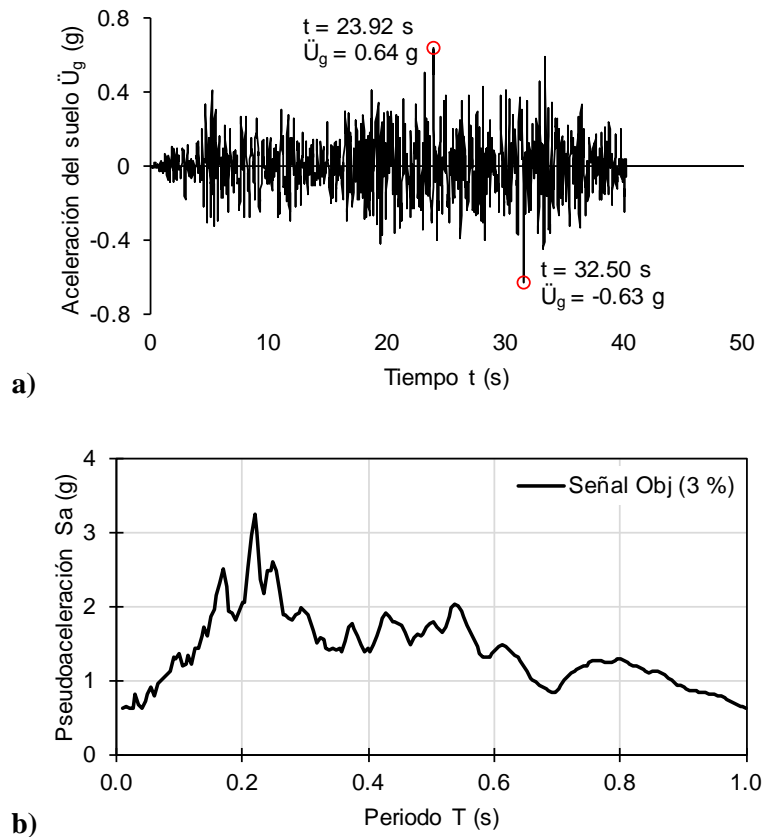 0.8
0.4
0
-0.4
-0.8
Aceleración del suelo Ü_g (g)
t = 23.92 s
Ü_g = 0.64 g
t = 32.50 s
Ü_g = -0.63 g
0 10 20 30 40 50
Tiempo t (s)
a)
4
3
2
1
0
Pseudoaceleración Sa (g)
Señal Obj (3 %)
0.0 0.2 0.4 0.6 0.8 1.0
Periodo T (s)
b)